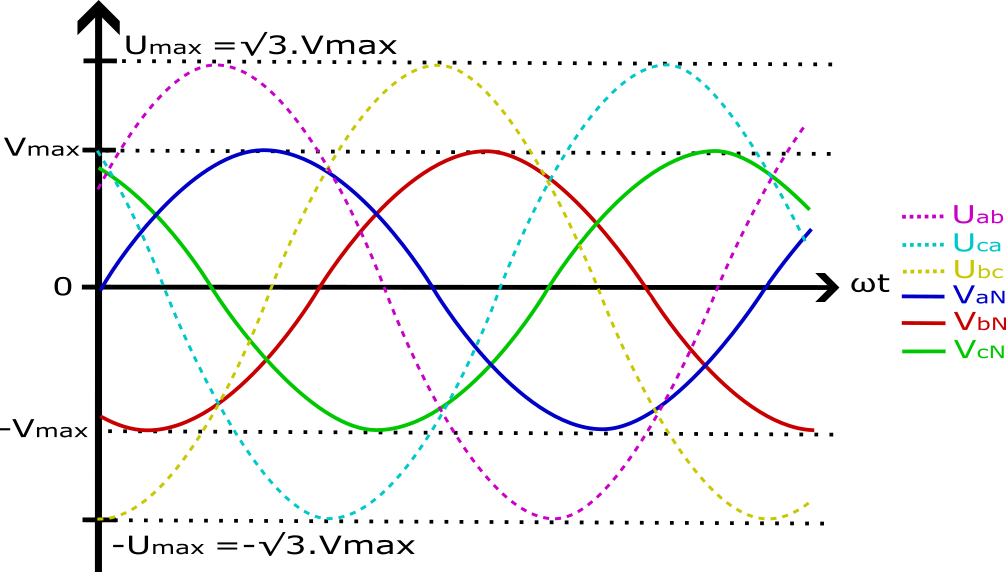 Umax =√3.Vmax
Vmax
0
ωt
-Vmax
-Umax =-√3.Vmax
Uab
Uca
Ubc
VaN
VbN
VcN